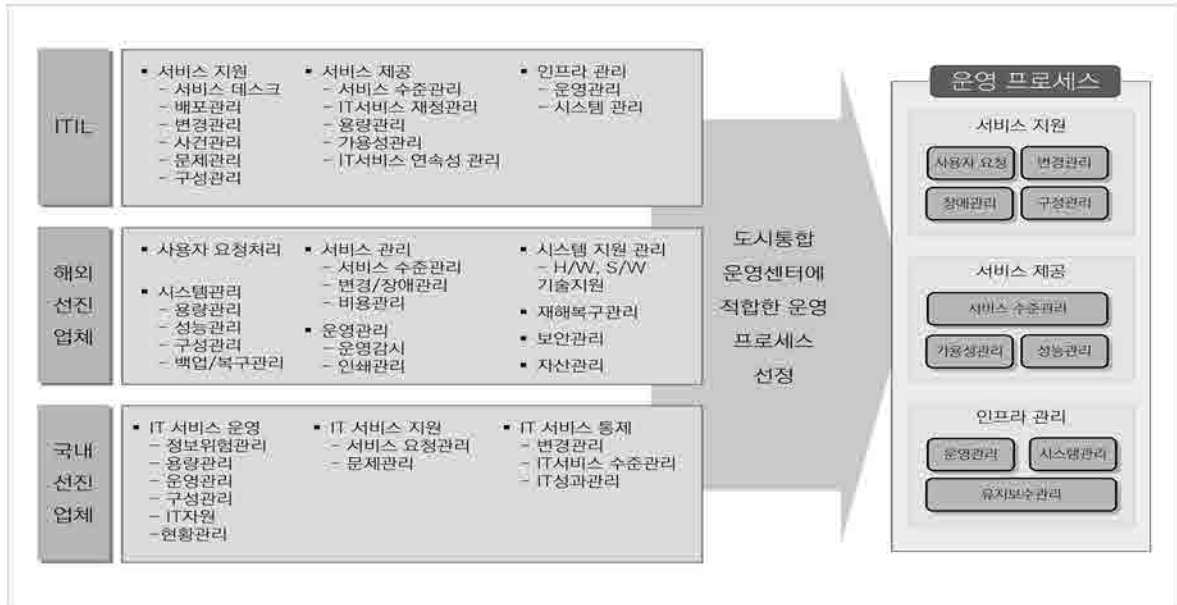 ITIL
▪ 서비스 지원
– 서비스 데스크
– 배포관리
– 변경관리
– 사건관리
– 문제관리
– 구성관리
▪ 서비스 제공
– 서비스 수준관리
– IT서비스 재정관리
– 용량관리
– 가용성관리
– IT서비스 연속성 관리
▪ 인프라 관리
– 운영관리
– 시스템 관리
해외
선진
업체
▪ 사용자 요청처리
▪ 시스템관리
– 용량관리
– 성능관리
– 구성관리
– 백업/복구관리
▪ 서비스 관리
– 서비스 수준관리
– 변경/장애관리
– 비용관리
▪ 운영관리
– 운영감시
– 인쇄관리
▪ 시스템 지원 관리
– H/W, S/W
기술지원
▪ 재해복구관리
▪ 보안관리
▪ 자산관리
국내
선진
업체
▪ IT 서비스 운영
– 정보위험관리
– 용량관리
– 운영관리
– 구성관리
– IT자원
–현황관리
▪ IT 서비스 지원
– 서비스 요청관리
– 문제관리
▪ IT 서비스 통제
– 변경관리
– IT서비스 수준관리
– IT성과관리
도시통합
운영센터에
적합한 운영
프로세스
선정
운영 프로세스
서비스 지원
사용자 요청
변경관리
장애관리
구성관리
서비스 제공
서비스 수준관리
가용성관리
성능관리
인프라 관리
운영관리
시스템관리
유지보수관리